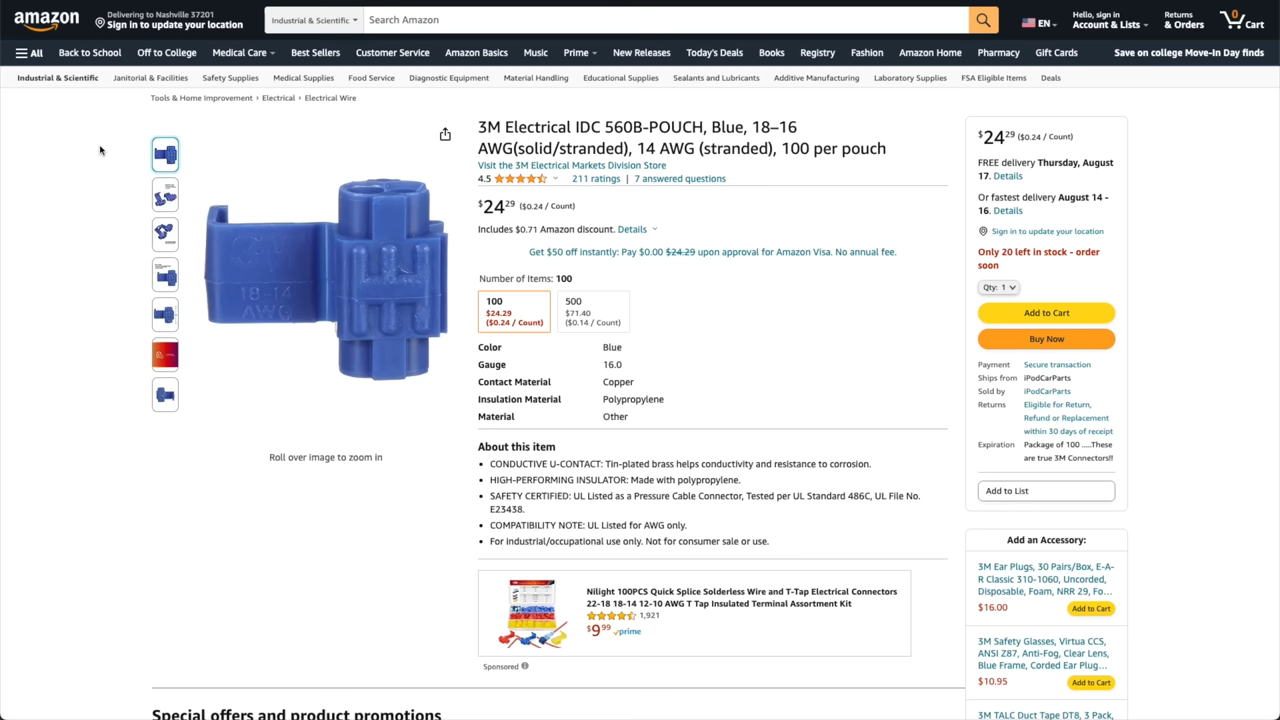 amazon
Delivering to Nashville 37201
Sign in to update your location
Industrial & Scientific
Search Amazon
EN
Hello, sign in
Account & Lists
Returns
& Orders
0
Cart
All
Back to School
Off to College
Medical Care
Best Sellers
Customer Service
Amazon Basics
Music
Prime
New Releases
Today's Deals
Books
Registry
Fashion
Amazon Home
Pharmacy
Gift Cards
Save on college Move-In Day finds
Industrial & Scientific
Janitorial & Facilities
Safety Supplies
Medical Supplies
Food Service
Diagnostic Equipment
Material Handling
Educational Supplies
Sealants and Lubricants
Additive Manufacturing
Laboratory Supplies
FSA Eligible Items
Deals
Tools & Home Improvement › Electrical › Electrical Wire
18-14
AWG
Roll over image to zoom in
3M Electrical IDC 560B-POUCH, Blue, 18–16
AWG(solid/stranded), 14 AWG (stranded), 100 per pouch
Visit the 3M Electrical Markets Division Store
4.5
211 ratings | 7 answered questions
$24 29 ($0.24 / Count)
Includes $0.71 Amazon discount. Details
Get $50 off instantly: Pay $0.00 $24.29 upon approval for Amazon Visa. No annual fee.
Number of Items: 100
100
$24.29
($0.24 / Count)
500
$71.40
($0.14 / Count)
Color Blue
Gauge 16.0
Contact Material Copper
Insulation Material Polypropylene
Material Other
About this item
• CONDUCTIVE U-CONTACT: Tin-plated brass helps conductivity and resistance to corrosion.
• HIGH-PERFORMING INSULATOR: Made with polypropylene.
• SAFETY CERTIFIED: UL Listed as a Pressure Cable Connector, Tested per UL Standard 486C, UL File No.
E23438.
• COMPATIBILITY NOTE: UL Listed for AWG only.
• For industrial/occupational use only. Not for consumer sale or use.
Nilight 100PCS Quick Splice Solderless Wire and T-Tap Electrical Connectors
22-18 18-14 12-10 AWG T Tap Insulated Terminal Assortment Kit
1,921
$9 99 prime
Sponsored
Special offers and product promotions
$24 29 ($0.24 / Count)
FREE delivery Thursday, August
17. Details
Or fastest delivery August 14 -
16. Details
Sign in to update your location
Only 20 left in stock - order
soon
Qty: 1
Add to Cart
Buy Now
Payment Secure transaction
Ships from iPodCarParts
Sold by iPodCarParts
Returns Eligible for Return,
Refund or Replacement
within 30 days of receipt
Expiration Package of 100 .....These
are true 3M Connectors!!
Add to List
Add an Accessory:
3M Ear Plugs, 30 Pairs/Box, E-A-
R Classic 310-1060, Uncorded,
Disposable, Foam, NRR 29, Fo...
$16.00
Add to Cart
3M Safety Glasses, Virtua CCS,
ANSI Z87, Anti-Fog, Clear Lens,
Blue Frame, Corded Ear Plug...
$10.95
Add to Cart
3M TALC Duct Tape DT8, 3 Pack,